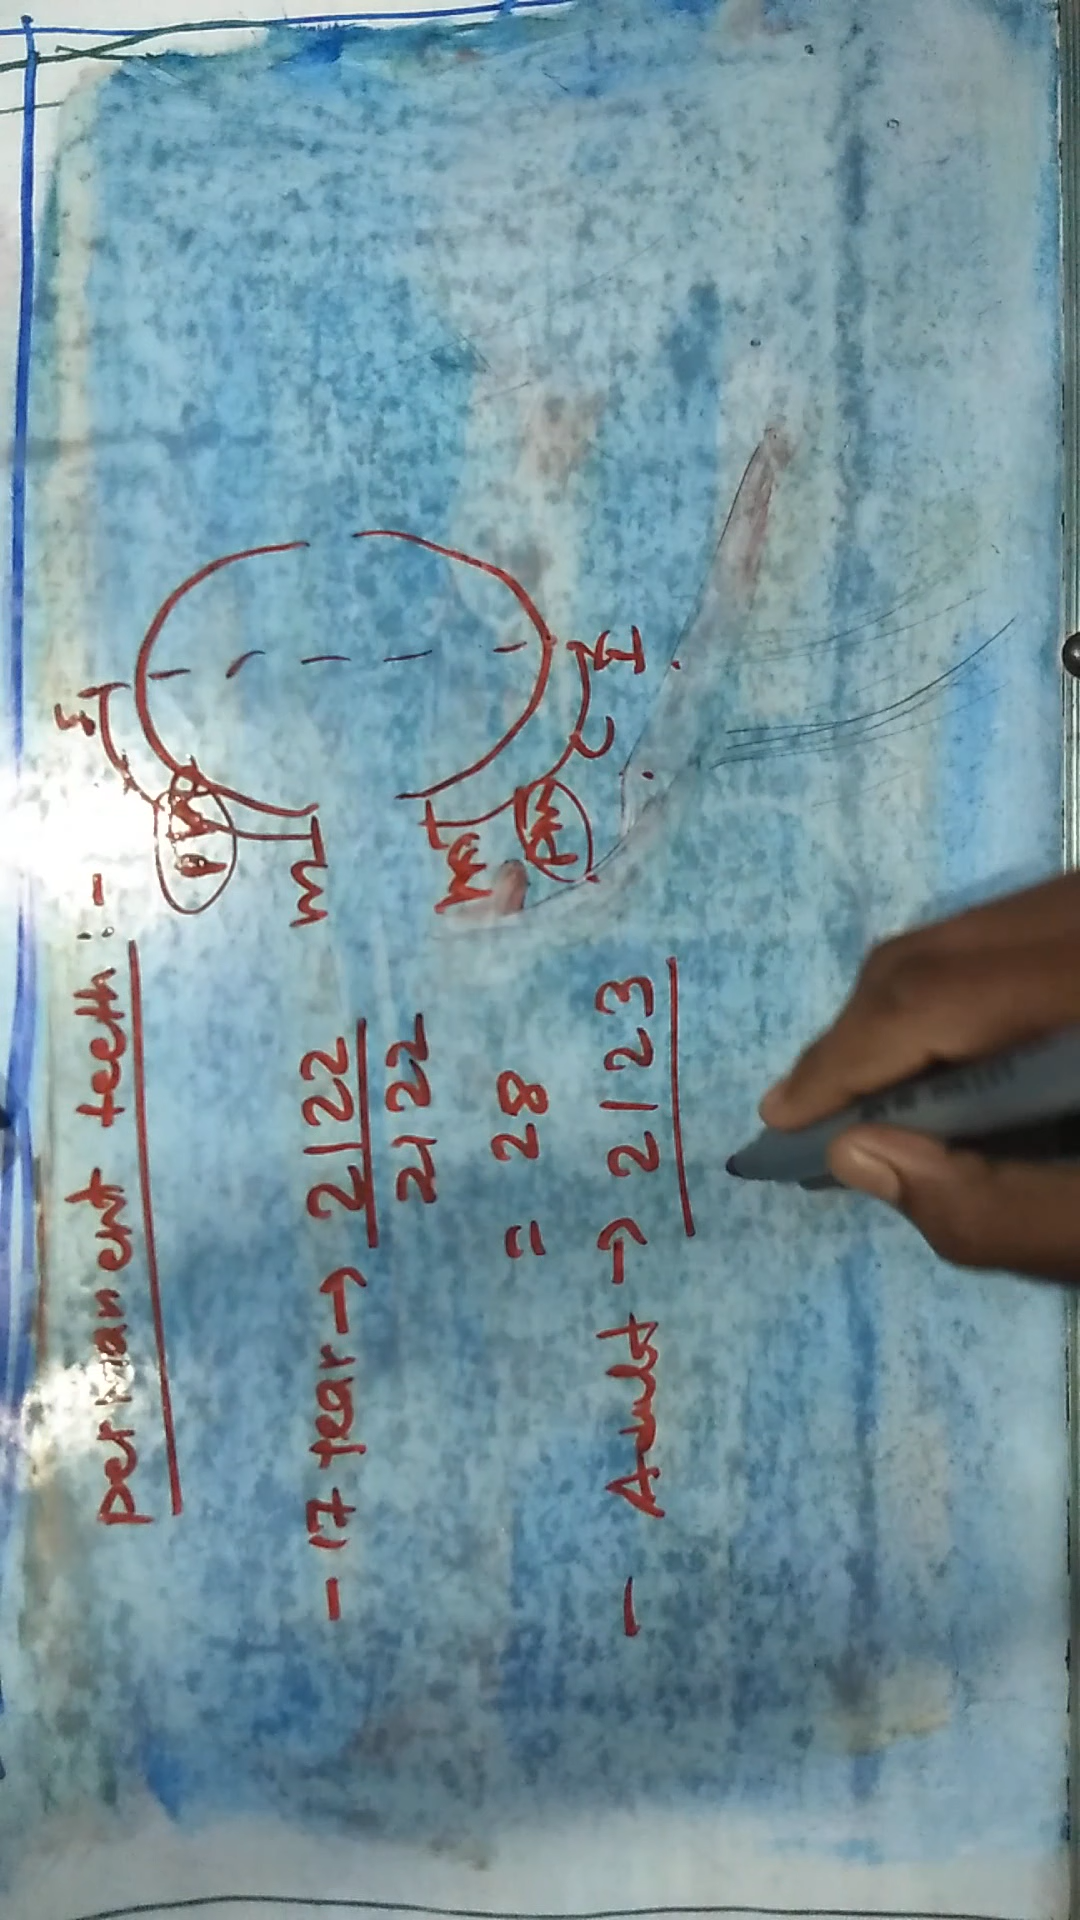 permanent teeth :-
- 17 year → 2122
2122
= 28
- Adult → 2123
I
C
PM
M
I
PM
M